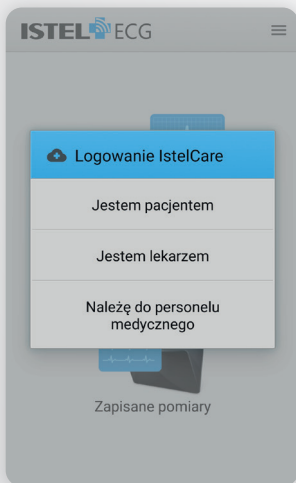 ISTEL ECG
Logowanie IstelCare
Jestem pacjentem
Jestem lekarzem
Należę do personelu
medycznego
Zapisane pomiary